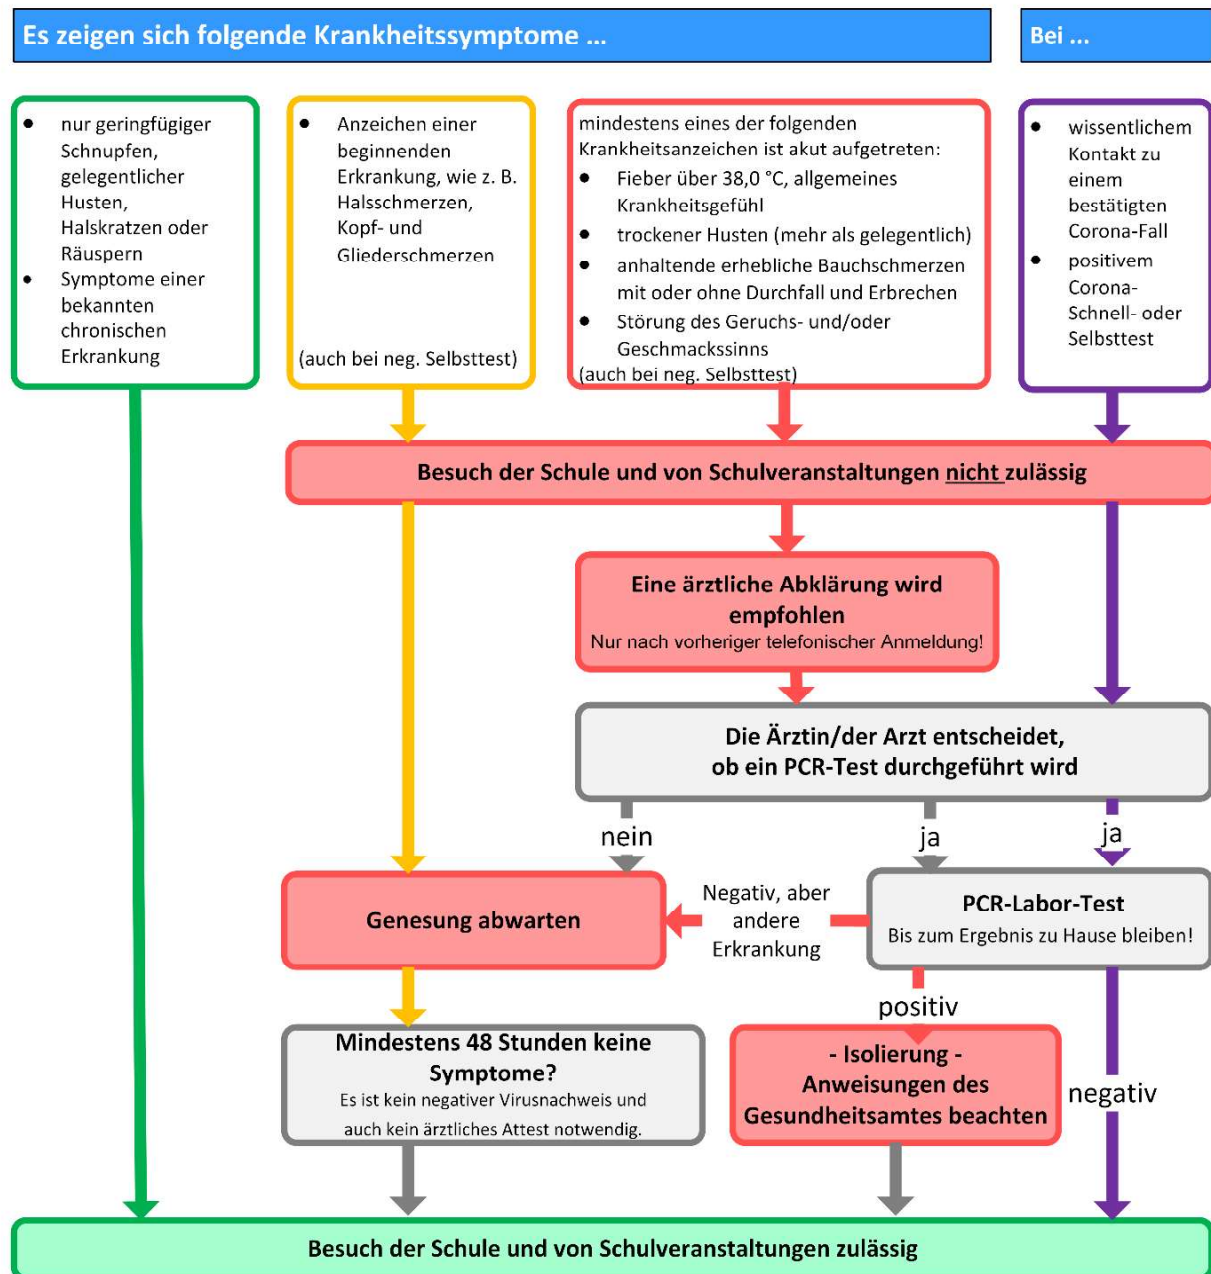 Es zeigen sich folgende Krankheitssymptome ...
Bei ...
● nur geringfügiger
Schnupfen,
gelegentlicher
Husten,
Halskratzen oder
Räuspern
● Symptome einer
bekannten
chronischen
Erkrankung
● Anzeichen einer
beginnenden
Erkrankung, wie z. B.
Halsschmerzen,
Kopf- und
Gliederschmerzen
(auch bei neg. Selbsttest)
mindestens eines der folgenden
Krankheitsanzeichen ist akut aufgetreten:
● Fieber über 38,0 °C, allgemeines
Krankheitsgefühl
● trockener Husten (mehr als gelegentlich)
● anhaltende erhebliche Bauchschmerzen
mit oder ohne Durchfall und Erbrechen
● Störung des Geruchs- und/oder
Geschmackssinns
(auch bei neg. Selbsttest)
● wissentlichem
Kontakt zu
einem
bestätigten
Corona-Fall
● positivem
Corona-
Schnell- oder
Selbsttest
Besuch der Schule und von Schulveranstaltungen nicht zulässig
Eine ärztliche Abklärung wird
empfohlen
Nur nach vorheriger telefonischer Anmeldung!
Die Ärztin/der Arzt entscheidet,
ob ein PCR-Test durchgeführt wird
nein
ja
ja
Genesung abwarten
Negativ, aber
andere
Erkrankung
PCR-Labor-Test
Bis zum Ergebnis zu Hause bleiben!
positiv
Mindestens 48 Stunden keine
Symptome?
Es ist kein negativer Virusnachweis und
auch kein ärztliches Attest notwendig.
- Isolierung -
Anweisungen des
Gesundheitsamtes beachten
negativ
Besuch der Schule und von Schulveranstaltungen zulässig